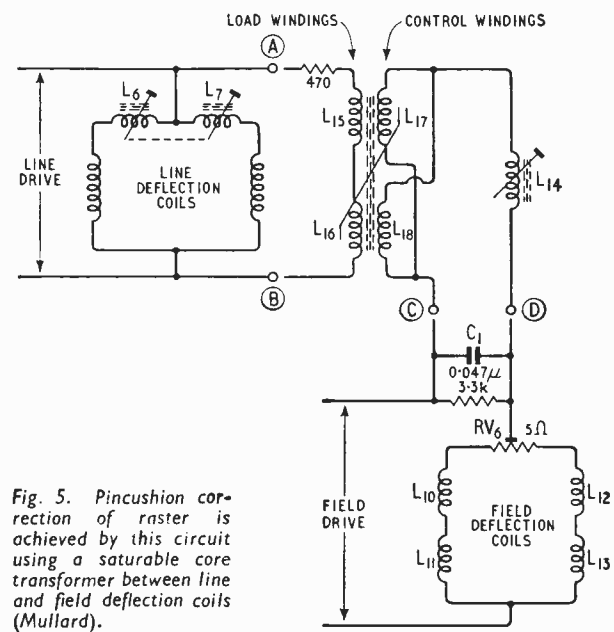 LOAD WINDINGS
CONTROL WINDINGS
A
470
L6
L7
L15
L17
LINE DRIVE
LINE DEFLECTION COILS
L14
L16
L18
B
C
D
C1
0·047μ
3·3k
RV6
5Ω
L10
L12
FIELD DRIVE
FIELD DEFLECTION COILS
L11
L13
Fig. 5. Pincushion cor-
rection of raster is
achieved by this circuit
using a saturable core
transformer between line
and field deflection coils
(Mullard).